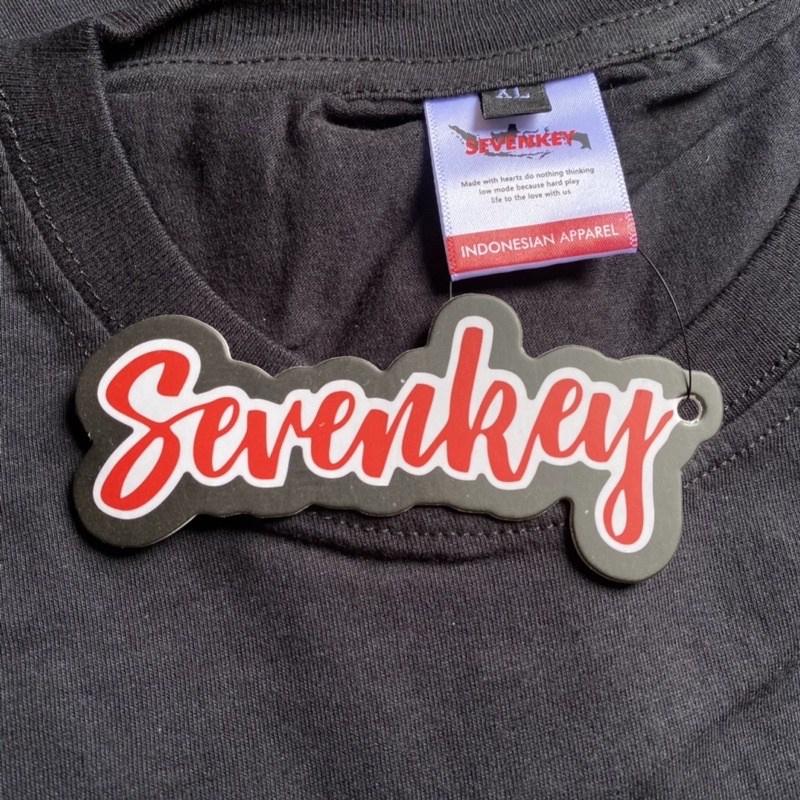 XL
SEVENKEY
Made with hearts do nothing thinking
low mode because hard play
life to the love with us
INDONESIAN APPAREL
Sevenkey